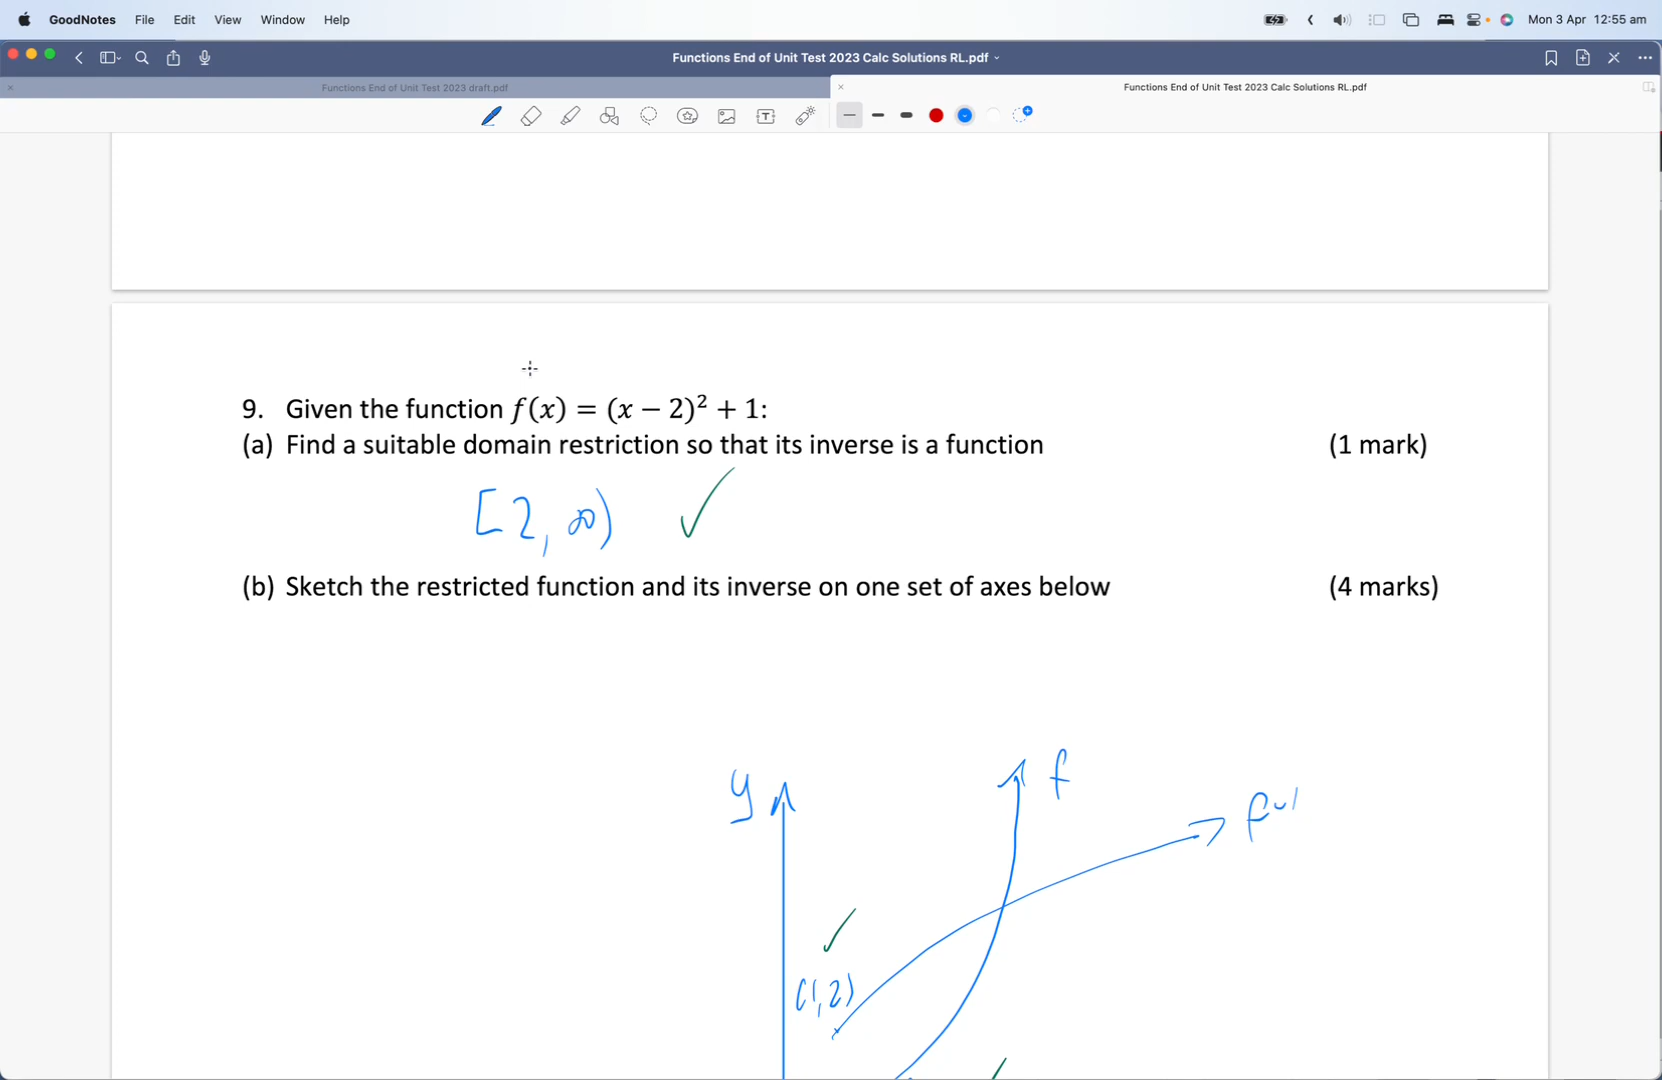 GoodNotes File Edit View Window Help Mon 3 Apr 12:55 am
Functions End of Unit Test 2023 Calc Solutions RL.pdf
Functions End of Unit Test 2023 draft.pdf Functions End of Unit Test 2023 Calc Solutions RL.pdf
9. Given the function f(x) = (x − 2)² + 1:
(a) Find a suitable domain restriction so that its inverse is a function (1 mark)
[2, ∞)
(b) Sketch the restricted function and its inverse on one set of axes below (4 marks)
y
f
(1,2)